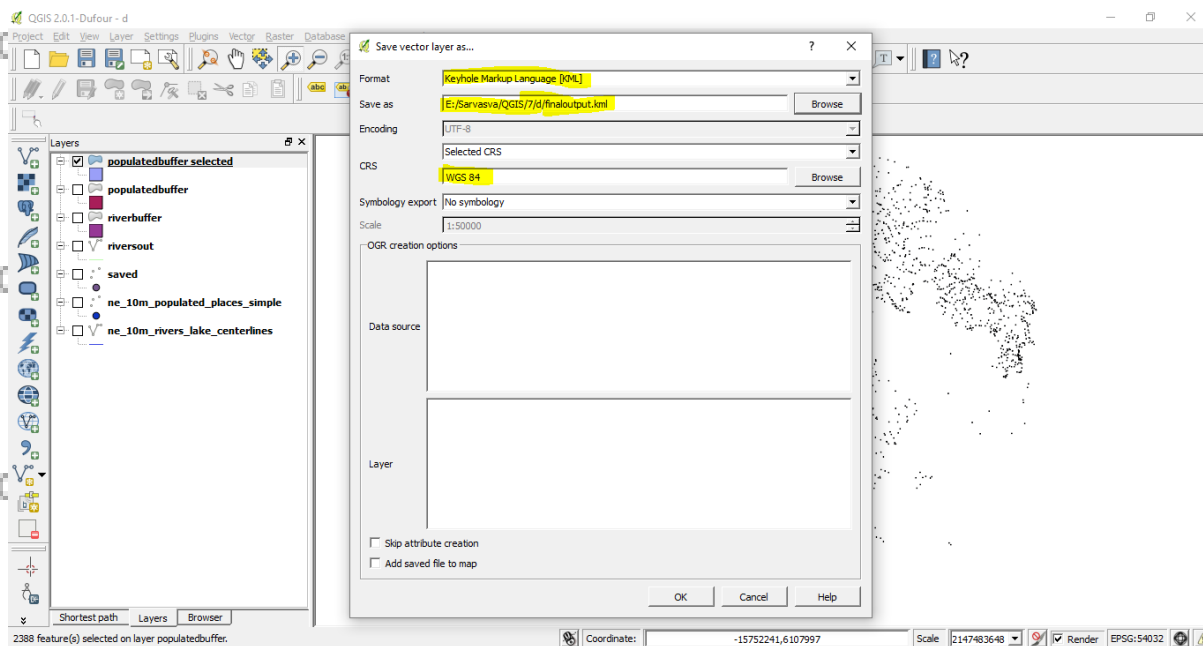 QGIS 2.0.1-Dufour - d
Project Edit View Layer Settings Plugins Vector Raster Database
Save vector layer as...
? 
Format Keyhole Markup Language [KML]
Save as E:/Sarvasva/QGIS/7/d/finaloutput.kml Browse
Encoding UTF-8
Selected CRS
CRS
WGS 84 Browse
Symbology export No symbology
Scale 1:50000
OGR creation options
Data source
Layer
Skip attribute creation
Add saved file to map
OK Cancel Help
abc
T
?
?
Layers
populatedbuffer selected
populatedbuffer
riverbuffer
riversout
saved
ne_10m_populated_places_simple
ne_10m_rivers_lake_centerlines
Shortest path Layers Browser
2388 feature(s) selected on layer populatedbuffer.
Coordinate: -15752241,6107997 Scale 2147483648 Render EPSG:54032